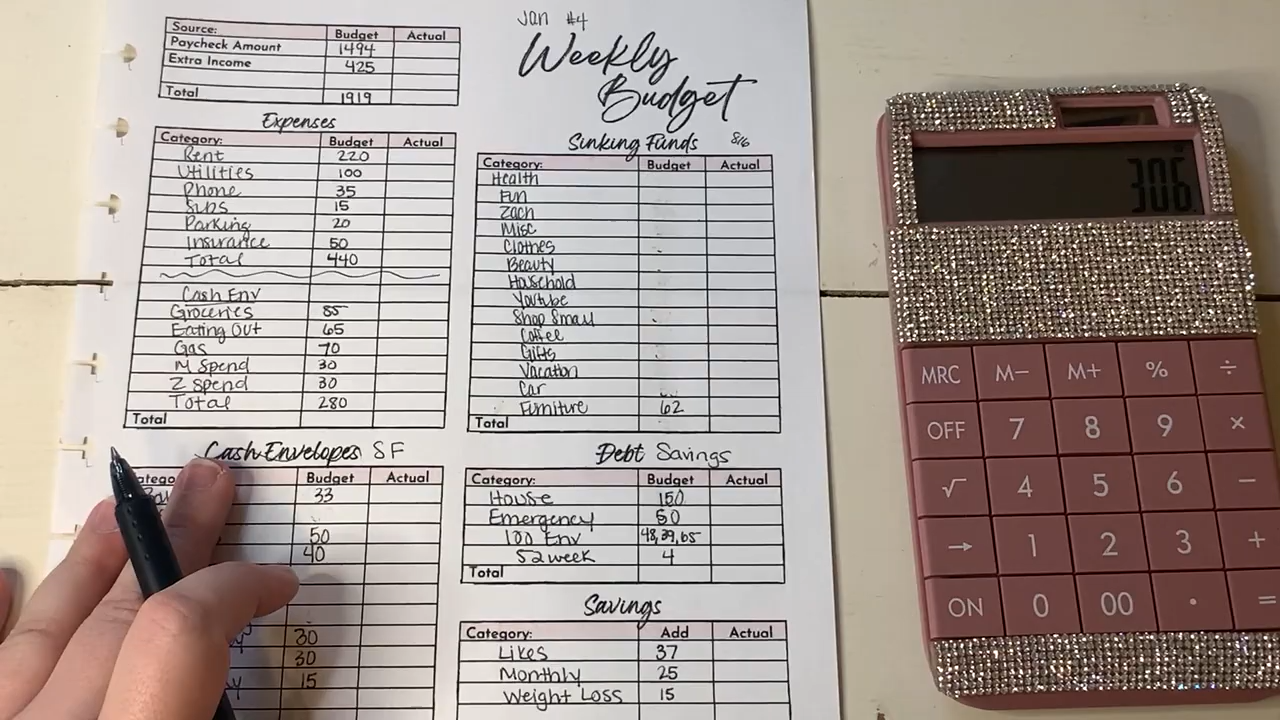 Jan #4
Weekly
Budget
Source: Budget Actual
Paycheck Amount 1494
Extra Income 425
Total 1919
Expenses
Category: Budget Actual
Rent 220
Utilities 100
Phone 35
Subs 15
Parking 20
Insurance 50
Total 440
Cash Env
Groceries 85
Eating Out 65
Gas 70
M Spend 30
Z Spend 30
Total 280
Total
Sinking Funds 816
Category: Budget Actual
Health
Fun
Zach
Misc
Clothes
Beauty
Household
Youtube
Shop Small
Coffee
Gifts
Vacation
Car
Furniture 62
Total
Cash Envelopes SF
Budget Actual
33
50
40
30
30
15
Debt Savings
Category: Budget Actual
House 150
Emergency 50
100 Env 48,39,65
52 week 4
Total
Savings
Category: Add Actual
Likes 37
Monthly 25
Weight Loss 15
306
MRC M− M+ % ÷
OFF 7 8 9 ×
√ 4 5 6 −
→ 1 2 3 +
ON 0 00 · =